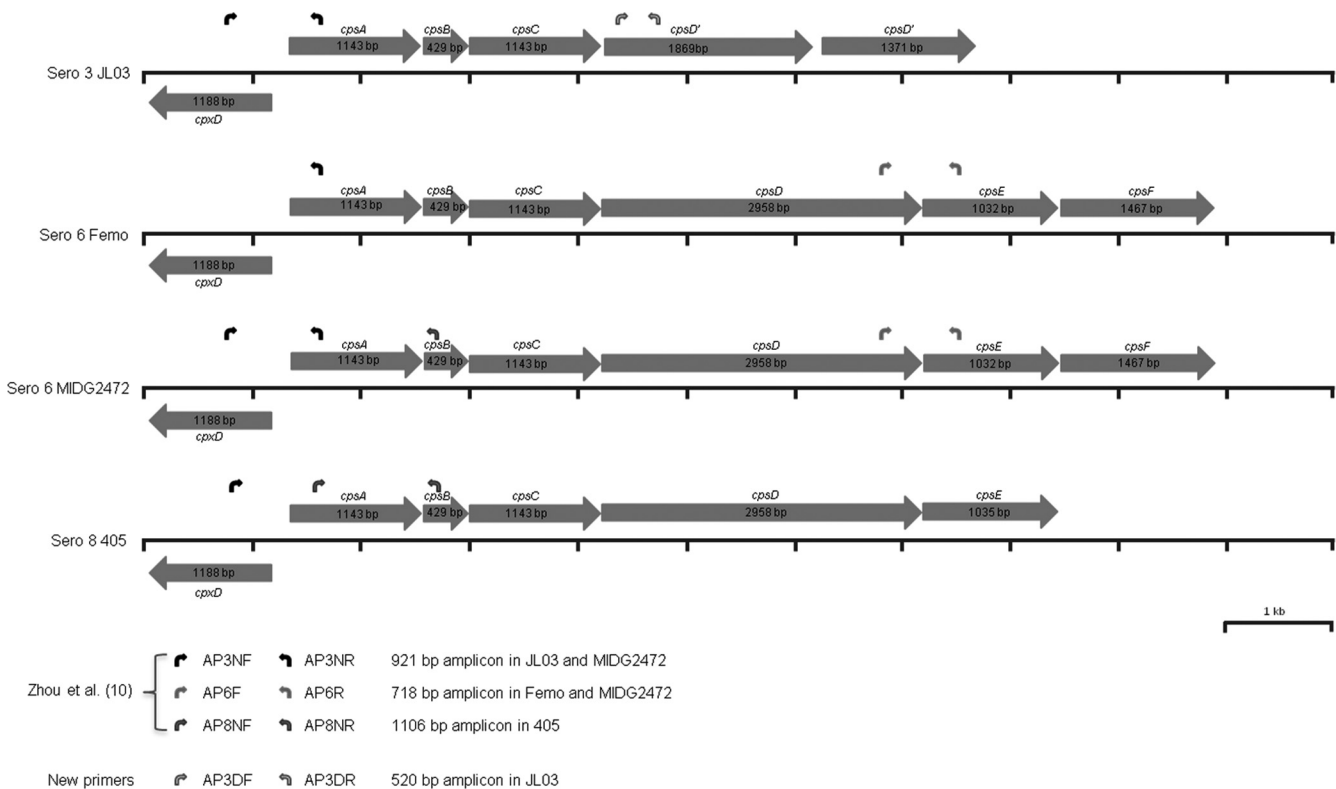 cpsA cpsB cpsC cpsD' cpsD'
1143 bp 429 bp 1143 bp 1869bp 1371 bp
Sero 3 JL03
1188 bp
cpxD
cpsA cpsB cpsC cpsD cpsE cpsF
1143 bp 429 bp 1143 bp 2958 bp 1032 bp 1467 bp
Sero 6 Femo
1188 bp
cpxD
cpsA cpsB cpsC cpsD cpsE cpsF
1143 bp 429 bp 1143 bp 2958 bp 1032 bp 1467 bp
Sero 6 MIDG2472
1188 bp
cpxD
cpsA cpsB cpsC cpsD cpsE
1143 bp 429 bp 1143 bp 2958 bp 1035 bp
Sero 8 405
1188 bp
cpxD
1 kb
AP3NF AP3NR 921 bp amplicon in JL03 and MIDG2472
Zhou et al. (10) AP6F AP6R 718 bp amplicon in Femo and MIDG2472
AP8NF AP8NR 1106 bp amplicon in 405
New primers AP3DF AP3DR 520 bp amplicon in JL03